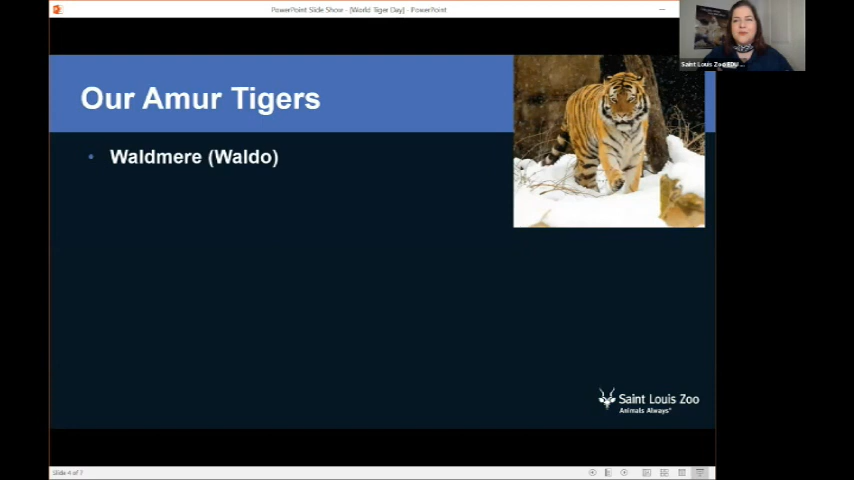 PowerPoint Slide Show - [World Tiger Day] - PowerPoint
Saint Louis Zoo
Our Amur Tigers
• Waldmere (Waldo)
Saint Louis Zoo
Animals Always®
Slide 4 of 7